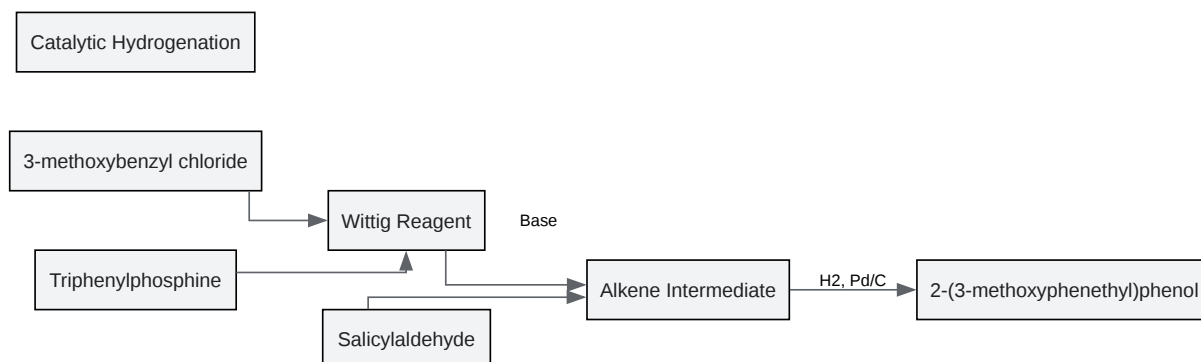 Catalytic Hydrogenation
3-methoxybenzyl chloride
Wittig Reagent
Base
Triphenylphosphine
Alkene Intermediate
H2, Pd/C
2-(3-methoxyphenethyl)phenol
Salicylaldehyde